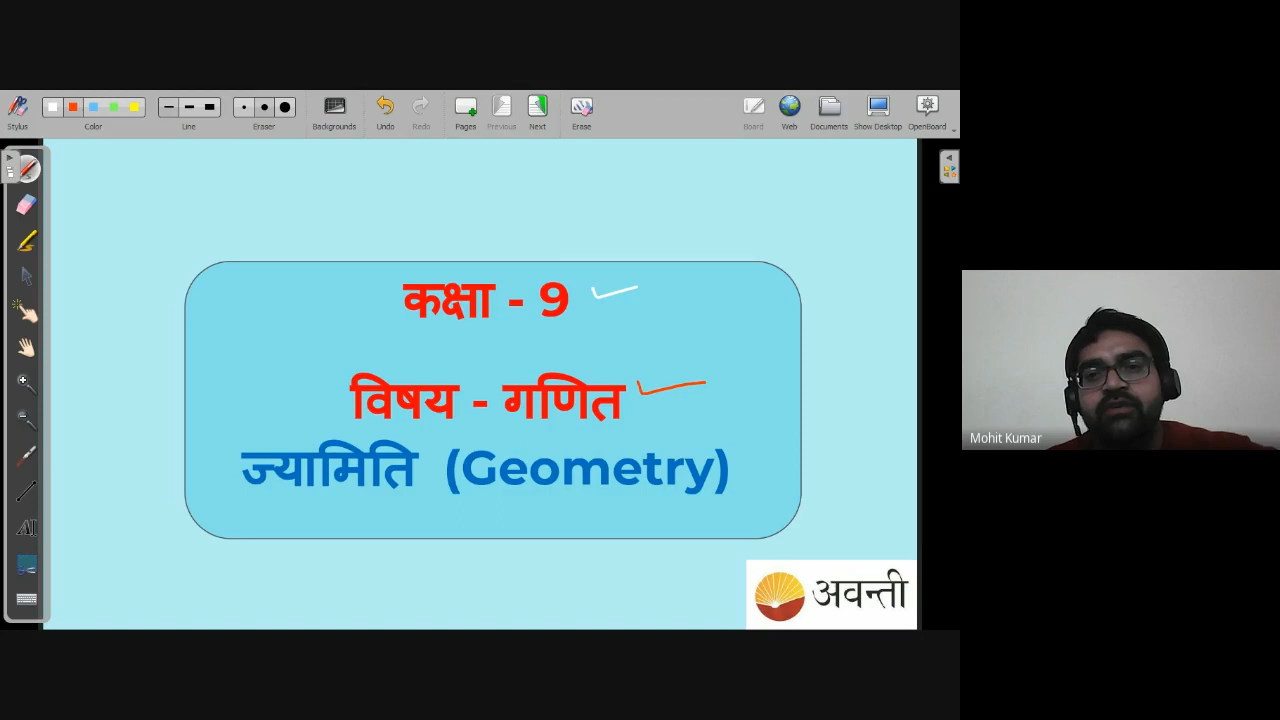 Stylus
Color
Line
Eraser
Backgrounds
Undo
Redo
Pages
Previous
Next
Erase
Board
Web
Documents
Show Desktop
OpenBoard
कक्षा - 9
विषय - गणित
ज्यामिति (Geometry)
अवन्ती
AI
Mohit Kumar